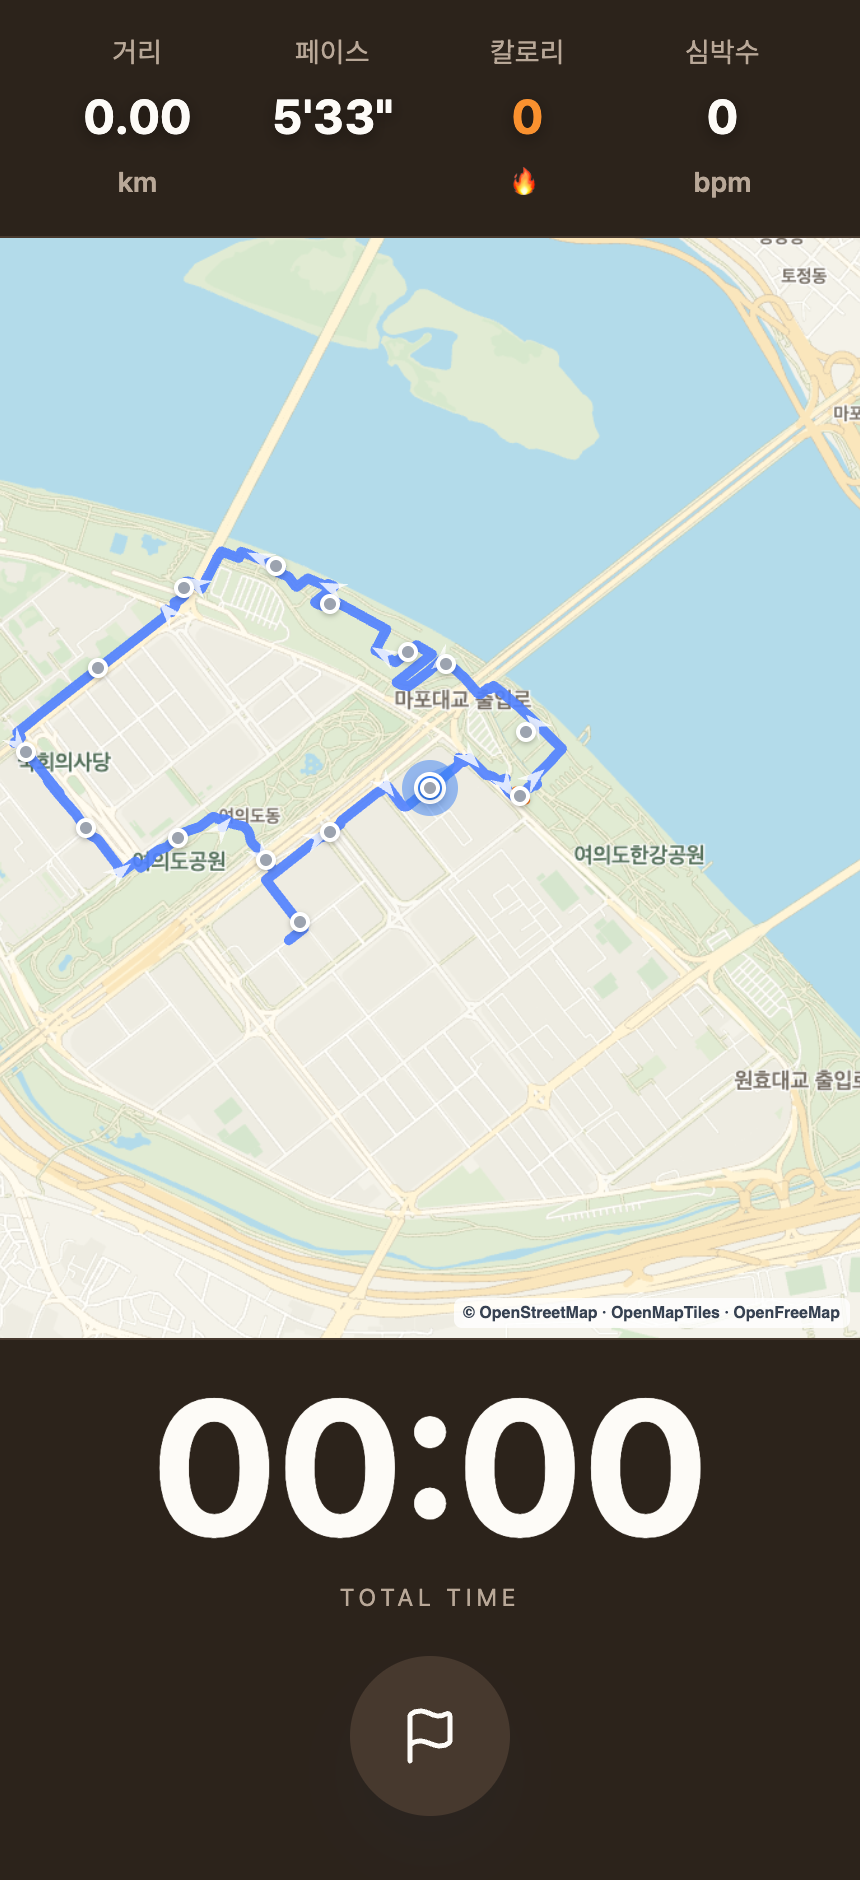 거리 페이스 칼로리 심박수
0.00 5'33" 0 0
km 🔥 bpm
토정동
마포대교 출입로
국회의사당
여의도동
여의도공원
여의도한강공원
원효대교 출입로
© OpenStreetMap · OpenMapTiles · OpenFreeMap
00:00
TOTAL TIME